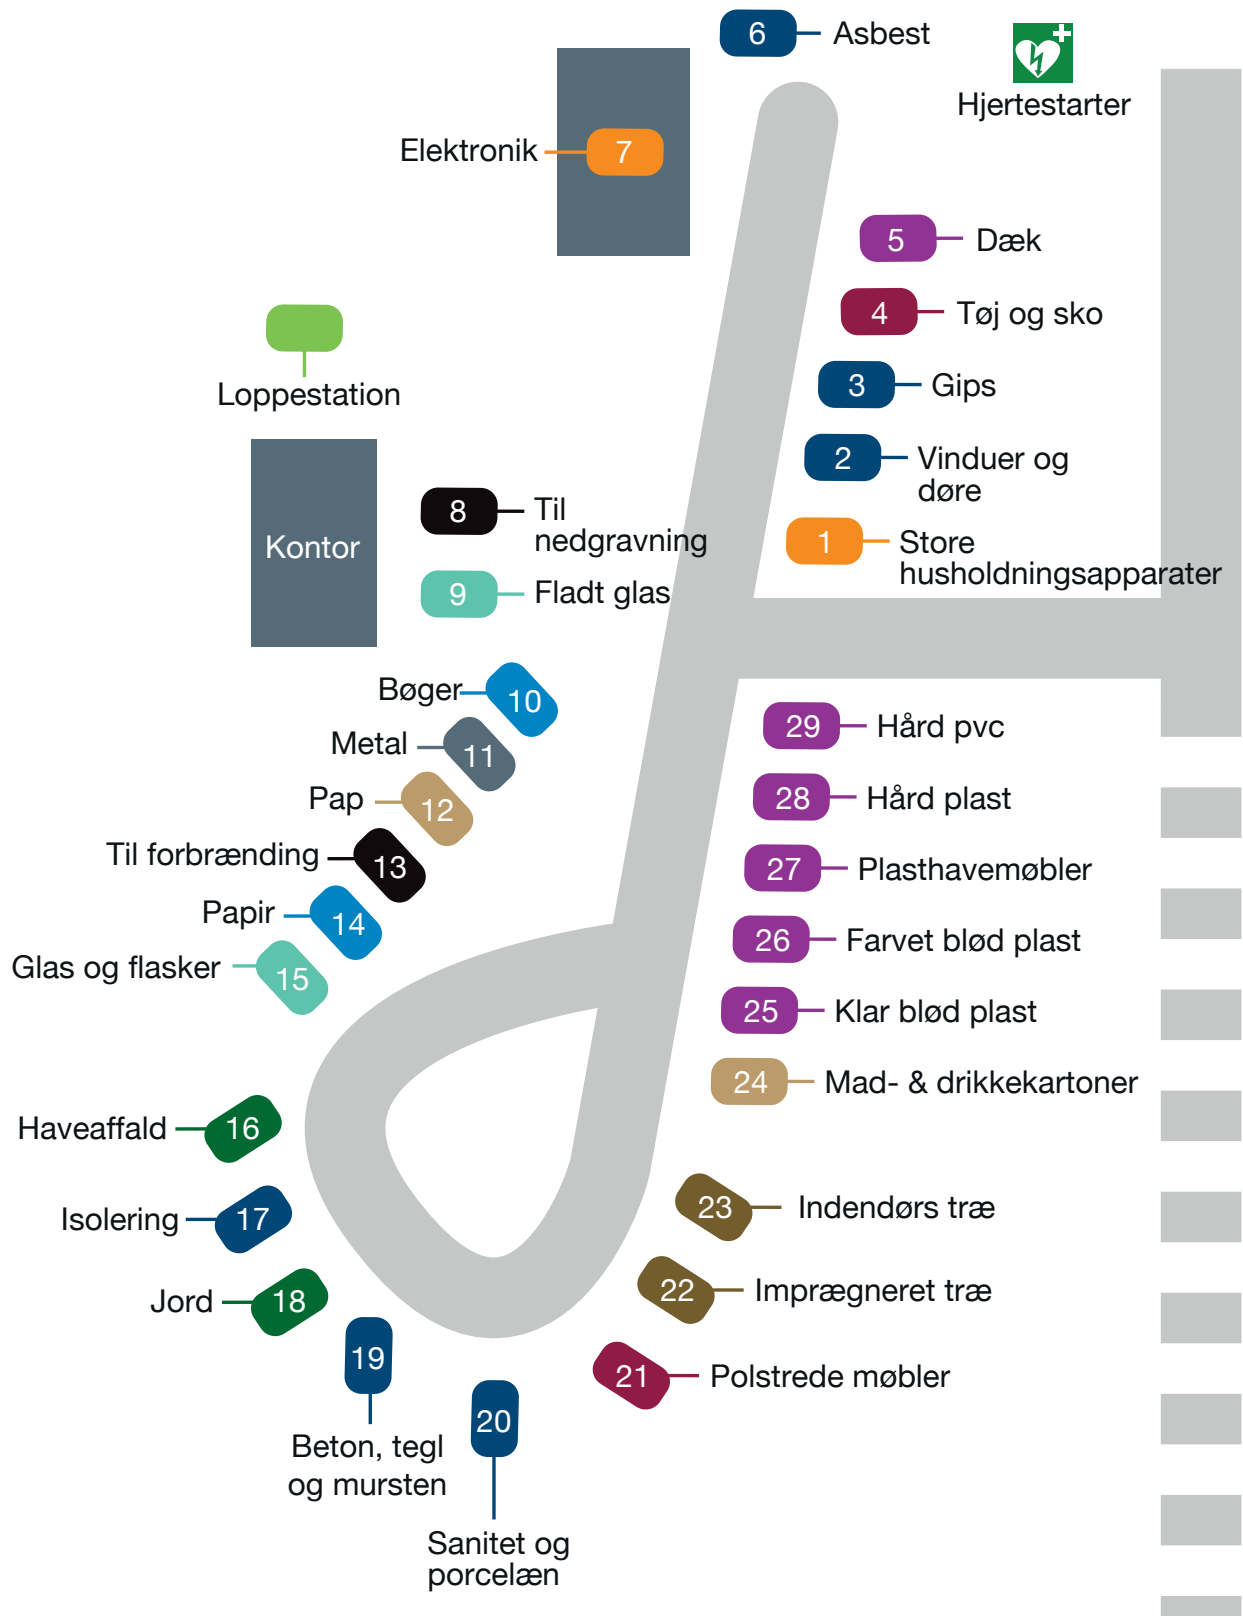 6 Asbest
Hjertestarter
Elektronik 7
5 Dæk
4 Tøj og sko
3 Gips
Loppestation
2 Vinduer og
døre
8 Til
nedgravning
Kontor
1 Store
husholdningsapparater
9 Fladt glas
Bøger 10
Metal 11
Pap 12
Til forbrænding 13
Papir 14
Glas og flasker 15
29 Hård pvc
28 Hård plast
27 Plasthavemøbler
26 Farvet blød plast
25 Klar blød plast
24 Mad- & drikkekartoner
Haveaffald 16
Isolering 17
Jord 18
23 Indendørs træ
22 Imprægneret træ
21 Polstrede møbler
19
Beton, tegl
og mursten
20
Sanitet og
porcelæn